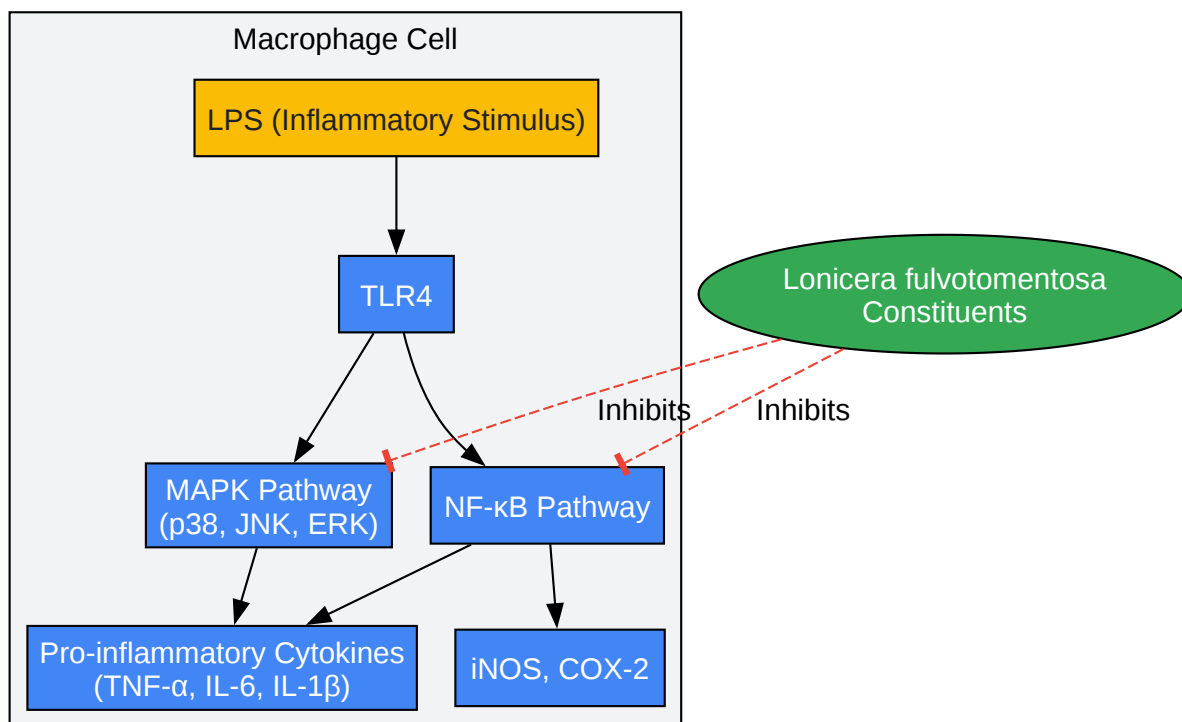 Macrophage Cell
LPS (Inflammatory Stimulus)
TLR4
Lonicera fulvotomentosa
Constituents
Inhibits
Inhibits
MAPK Pathway
(p38, JNK, ERK)
NF-κB Pathway
Pro-inflammatory Cytokines
(TNF-α, IL-6, IL-1β)
iNOS, COX-2